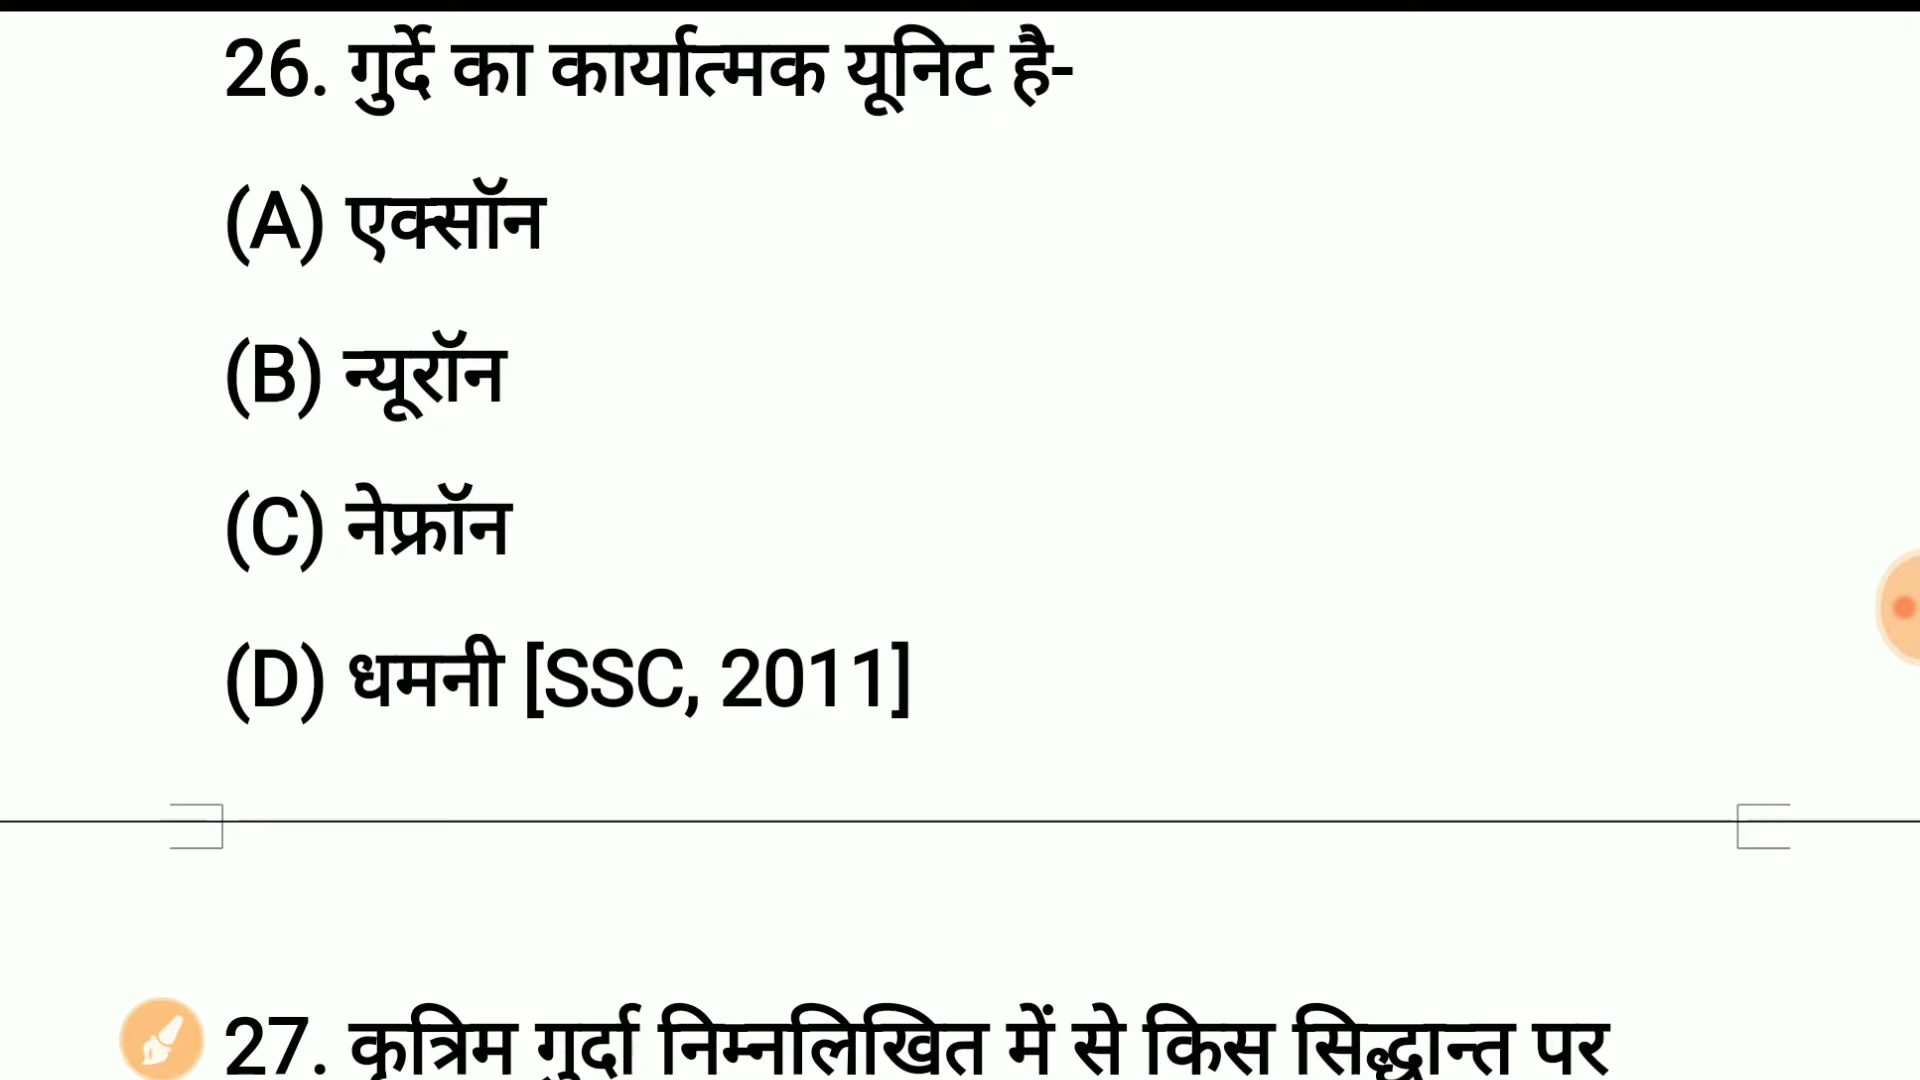 26. गुर्दे का कार्यात्मक यूनिट है-
(A) एक्सॉन
(B) न्यूरॉन
(C) नेफ्रॉन
(D) धमनी [SSC, 2011]
27. कृत्रिम गुर्दा निम्नलिखित में से किस सिद्धान्त पर